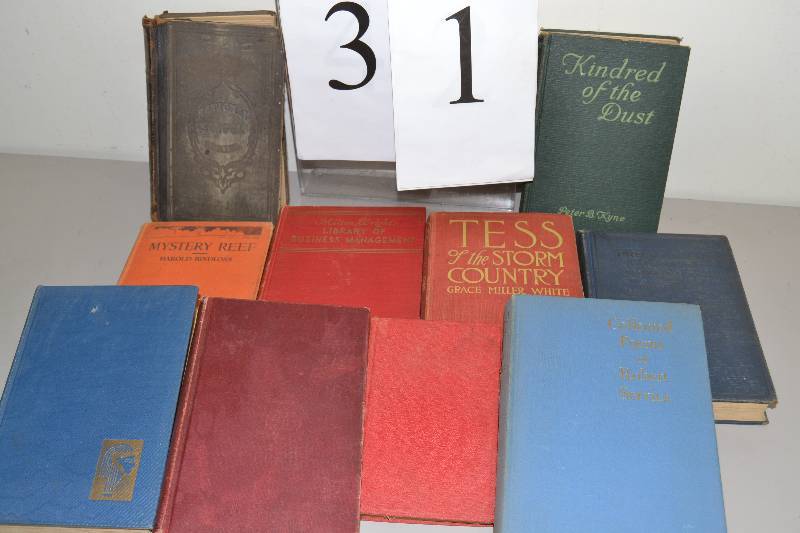 3
1
Kindred
of the
Dust
Peter B. Kyne
MYSTERY REEF
HAROLD BINDLOSS
LIBRARY OF
BUSINESS MANAGEMENT
TESS
of the STORM
COUNTRY
GRACE MILLER WHITE
Collected
Poems
of
Robert
Service